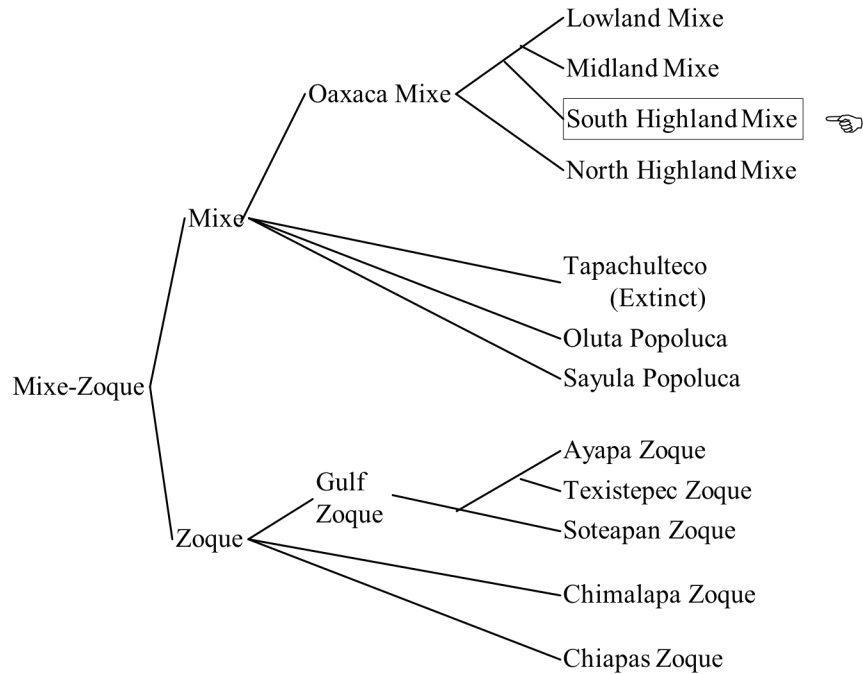 Lowland Mixe
Midland Mixe
Oaxaca Mixe
South Highland Mixe
North Highland Mixe
Mixe
Tapachulteco
(Extinct)
Oluta Popoluca
Sayula Popoluca
Mixe-Zoque
Ayapa Zoque
Gulf
Zoque
Texistepec Zoque
Soteapan Zoque
Zoque
Chimalapa Zoque
Chiapas Zoque